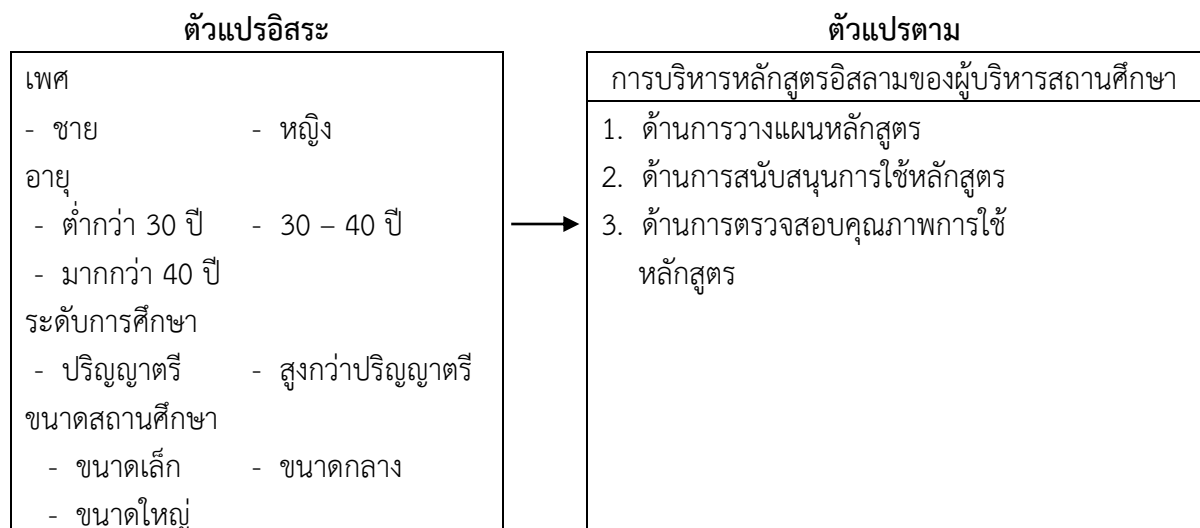 ตัวแปรอิสระ
เพศ
- ชาย - หญิง
อายุ
- ต่ำกว่า 30 ปี - 30 – 40 ปี
- มากกว่า 40 ปี
ระดับการศึกษา
- ปริญญาตรี - สูงกว่าปริญญาตรี
ขนาดสถานศึกษา
- ขนาดเล็ก - ขนาดกลาง
- ขนาดใหญ่
ตัวแปรตาม
การบริหารหลักสูตรอิสลามของผู้บริหารสถานศึกษา
1. ด้านการวางแผนหลักสูตร
2. ด้านการสนับสนุนการใช้หลักสูตร
3. ด้านการตรวจสอบคุณภาพการใช้
หลักสูตร